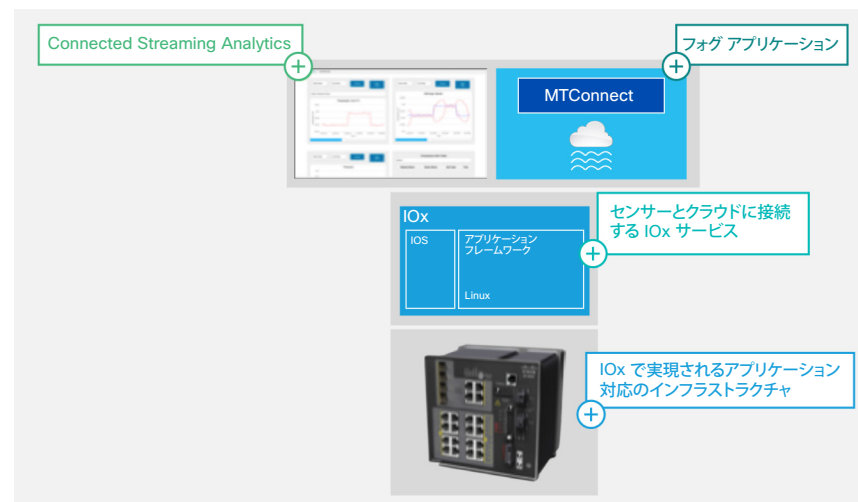 Connected Streaming Analytics
フォグ アプリケーション
MTConnect
IOx
IOS
アプリケーション
フレームワーク
Linux
センサーとクラウドに接続
する IOx サービス
IOx で実現されるアプリケーション
対応のインフラストラクチャ